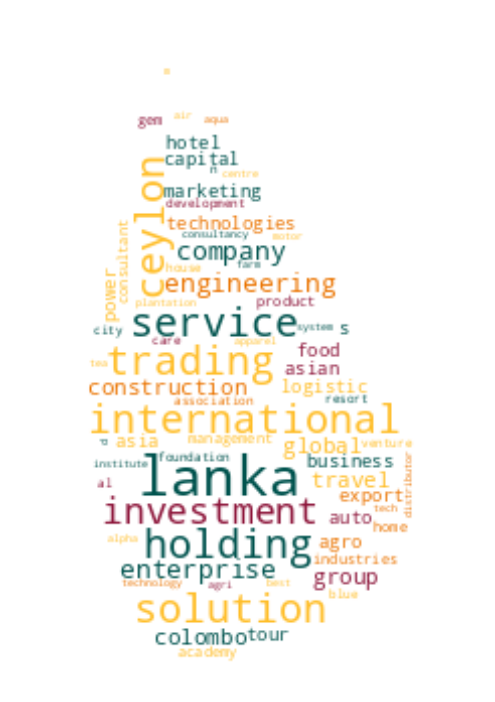 gem air aqua
hotel
capital
n centre
ceylon
marketing
development
technologies
consultancy motor
consultant
company
house farm
power
engineering
plantation product
city service system s
care apparel
tea trading food
asian
construction logistic
association resort
international
a asia management global venture
institute foundation business
lanka travel
al export distributor
investment auto tech
home
alpha holding agro
enterprise industries
technology agri best group
blue
solution
colombo tour
academy